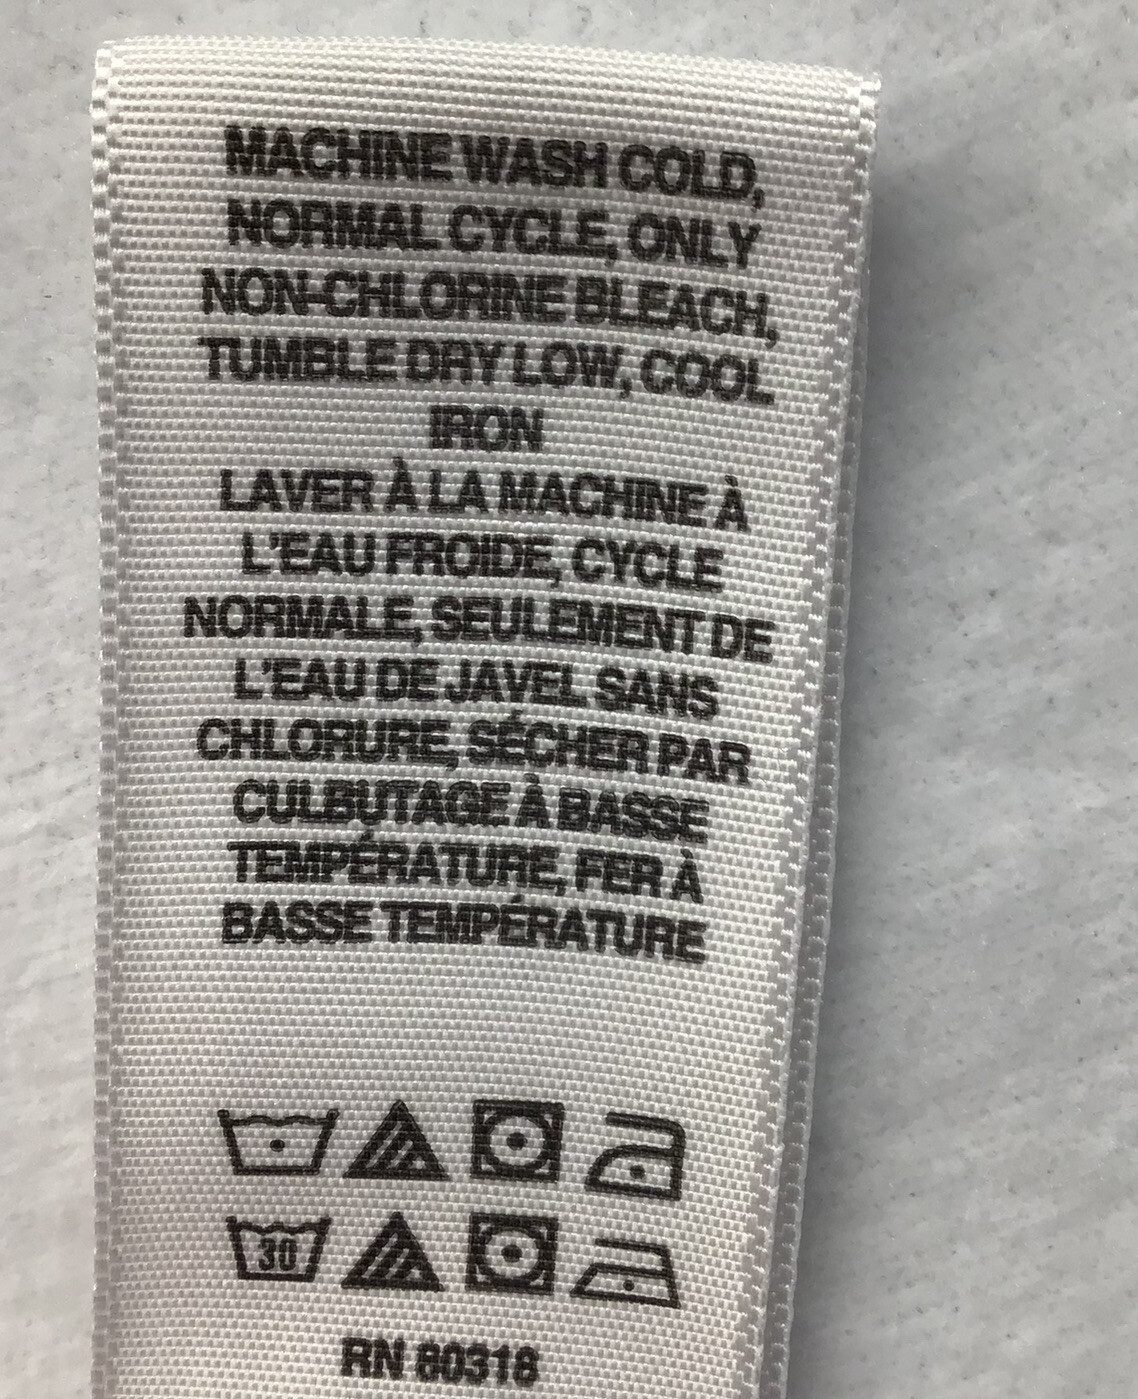 MACHINE WASH COLD,
NORMAL CYCLE, ONLY
NON-CHLORINE BLEACH,
TUMBLE DRY LOW, COOL
IRON
LAVER À LA MACHINE À
L'EAU FROIDE, CYCLE
NORMALE, SEULEMENT DE
L'EAU DE JAVEL SANS
CHLORURE, SÉCHER PAR
CULBUTAGE À BASSE
TEMPÉRATURE, FER À
BASSE TEMPÉRATURE
30
RN 80318